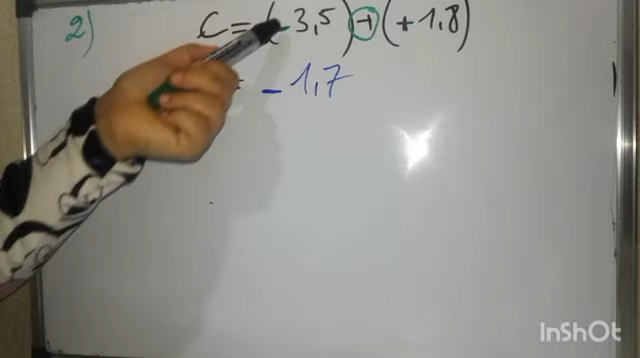 2) C = (-3,5) + (+1,8)
= -1,7
InShOt